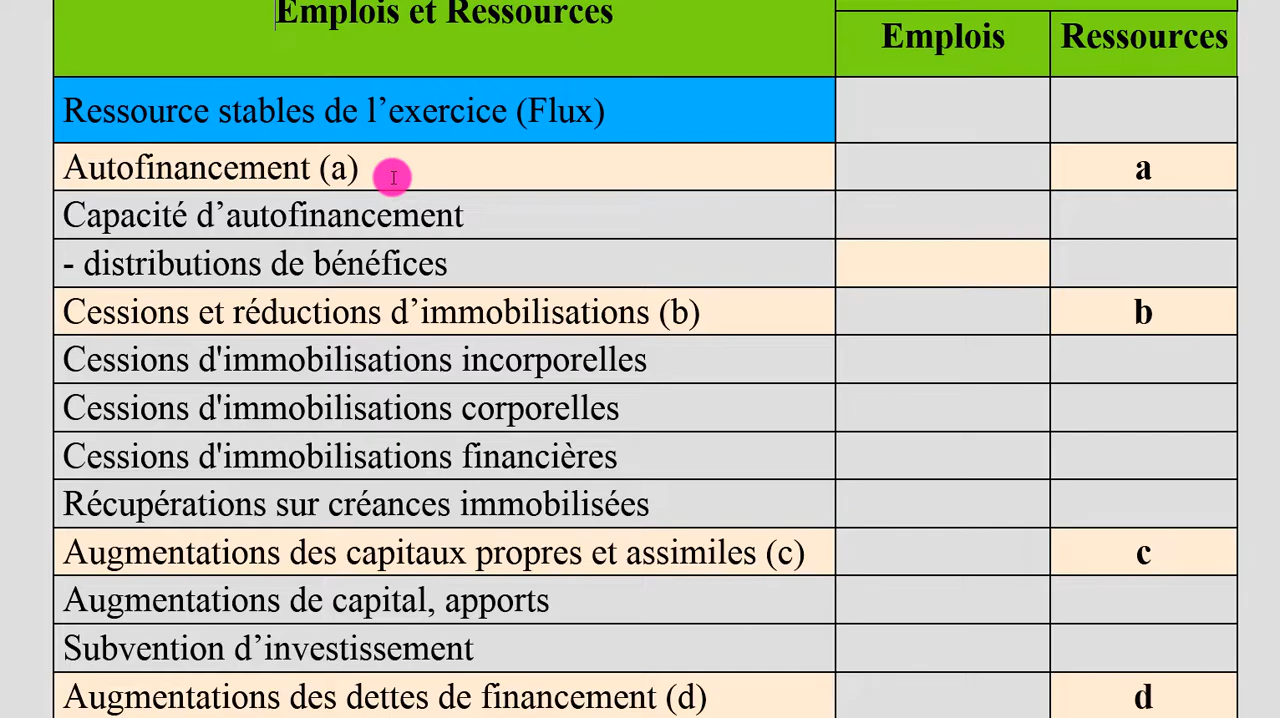 Emplois et Ressources
Emplois
Ressources
Ressource stables de l’exercice (Flux)
Autofinancement (a)
a
Capacité d’autofinancement
- distributions de bénéfices
Cessions et réductions d’immobilisations (b)
b
Cessions d'immobilisations incorporelles
Cessions d'immobilisations corporelles
Cessions d'immobilisations financières
Récupérations sur créances immobilisées
Augmentations des capitaux propres et assimiles (c)
c
Augmentations de capital, apports
Subvention d’investissement
Augmentations des dettes de financement (d)
d